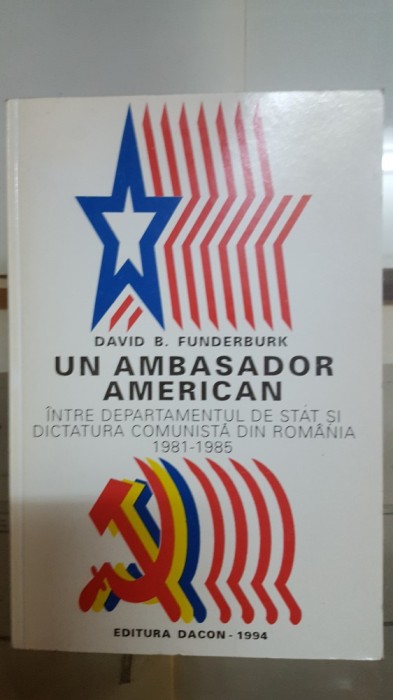 DAVID B. FUNDERBURK
UN AMBASADOR
AMERICAN
ÎNTRE DEPARTAMENTUL DE STAT ȘI
DICTATURA COMUNISTĂ DIN ROMÂNIA
1981-1985
EDITURA DACON - 1994